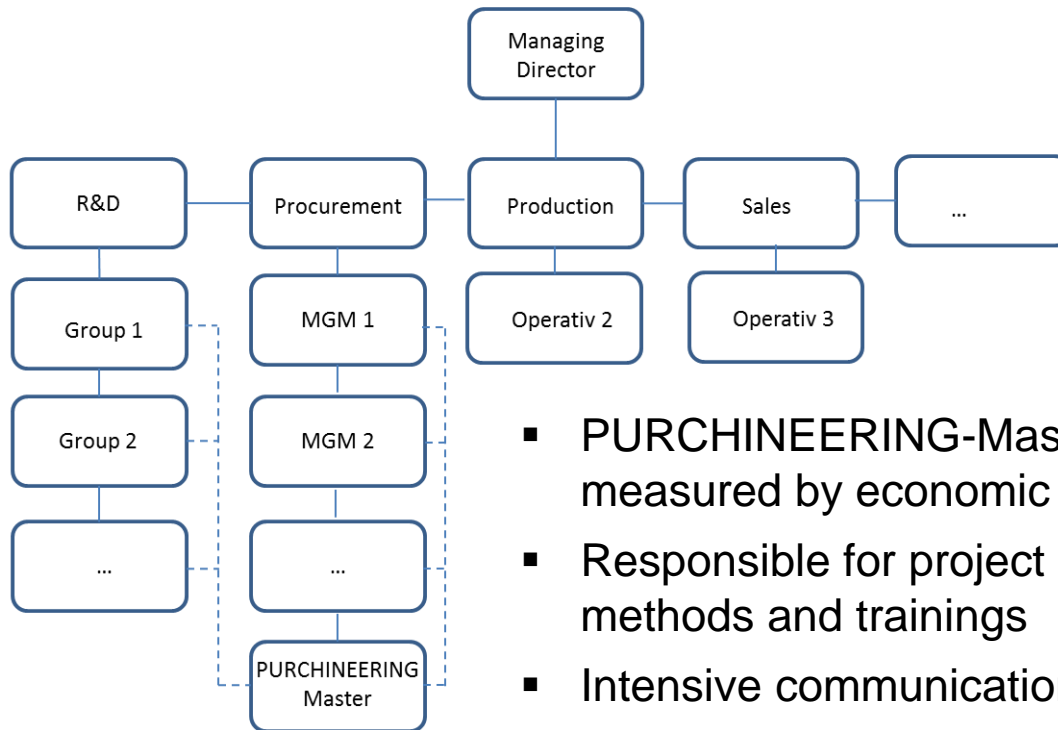 Managing
Director
R&D
Procurement
Production
Sales
...
Group 1
MGM 1
Operativ 2
Operativ 3
Group 2
MGM 2
...
...
PURCHINEERING
Master
▪ PURCHINEERING-Mas
measured by economic
▪ Responsible for project
methods and trainings
▪ Intensive communicatio